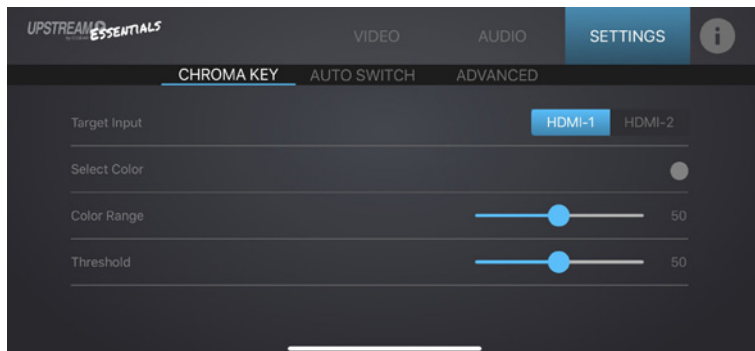 UPSTREAM ESSENTIALS
VIDEO AUDIO SETTINGS i
CHROMA KEY AUTO SWITCH ADVANCED
Target Input HDMI-1 HDMI-2
Select Color
Color Range 50
Threshold 50